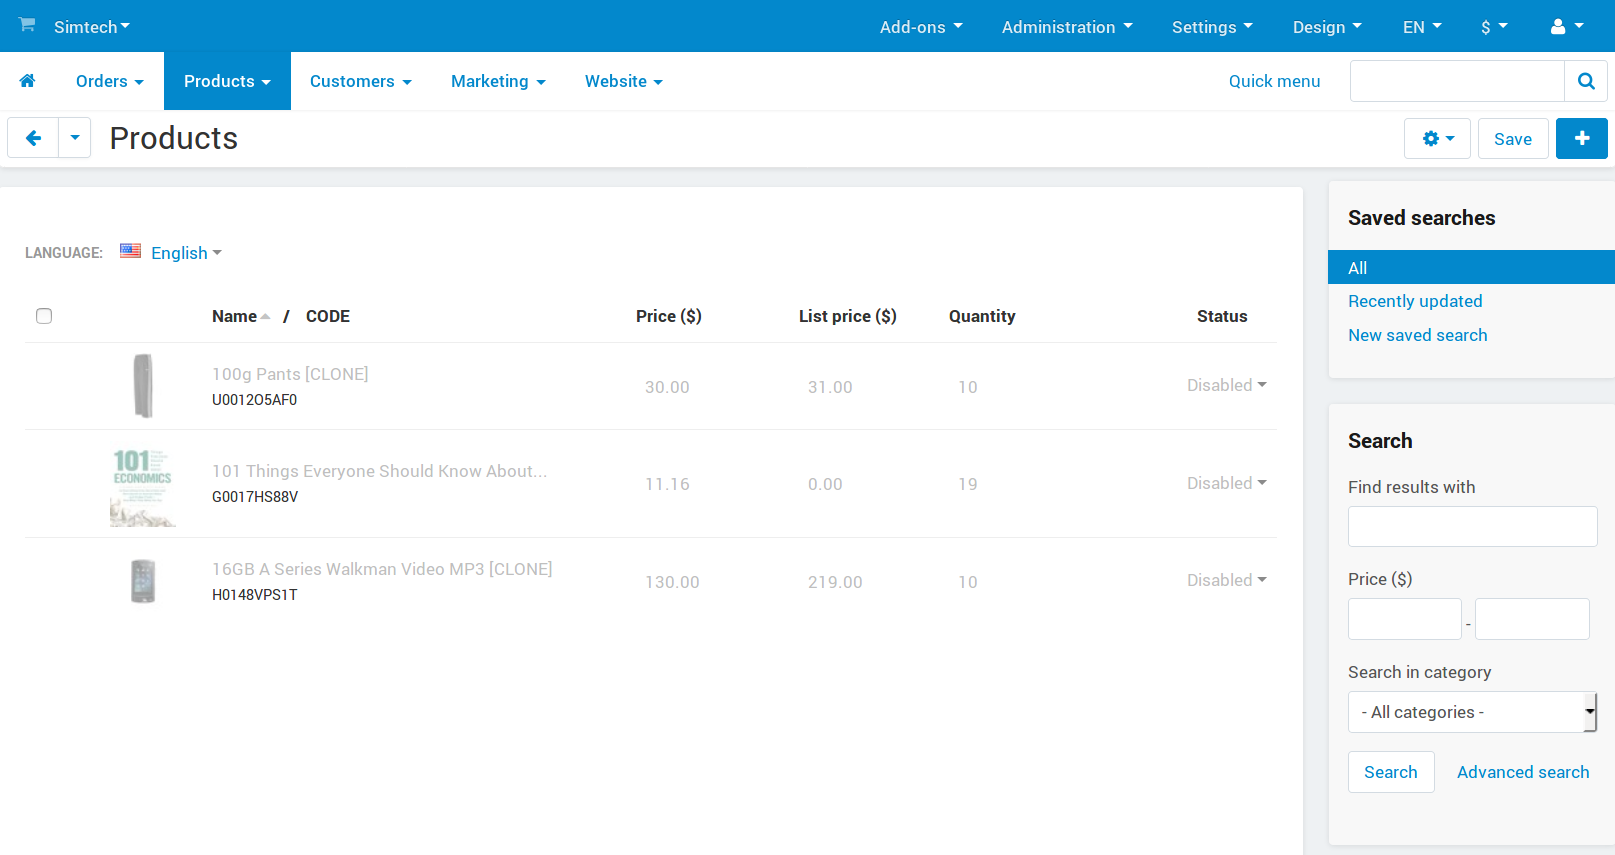 Simtech Add-ons Administration Settings Design EN $
Orders Products Customers Marketing Website Quick menu
Products Save
LANGUAGE: English
Name / CODE Price ($) List price ($) Quantity Status
100g Pants [CLONE] 30.00 31.00 10 Disabled
U0012O5AF0
101 Things Everyone Should Know About... 11.16 0.00 19 Disabled
G0017HS88V
101
ECONOMICS
16GB A Series Walkman Video MP3 [CLONE] 130.00 219.00 10 Disabled
H0148VPS1T
Saved searches
All
Recently updated
New saved search
Search
Find results with
Price ($)
-
Search in category
- All categories -
Search Advanced search